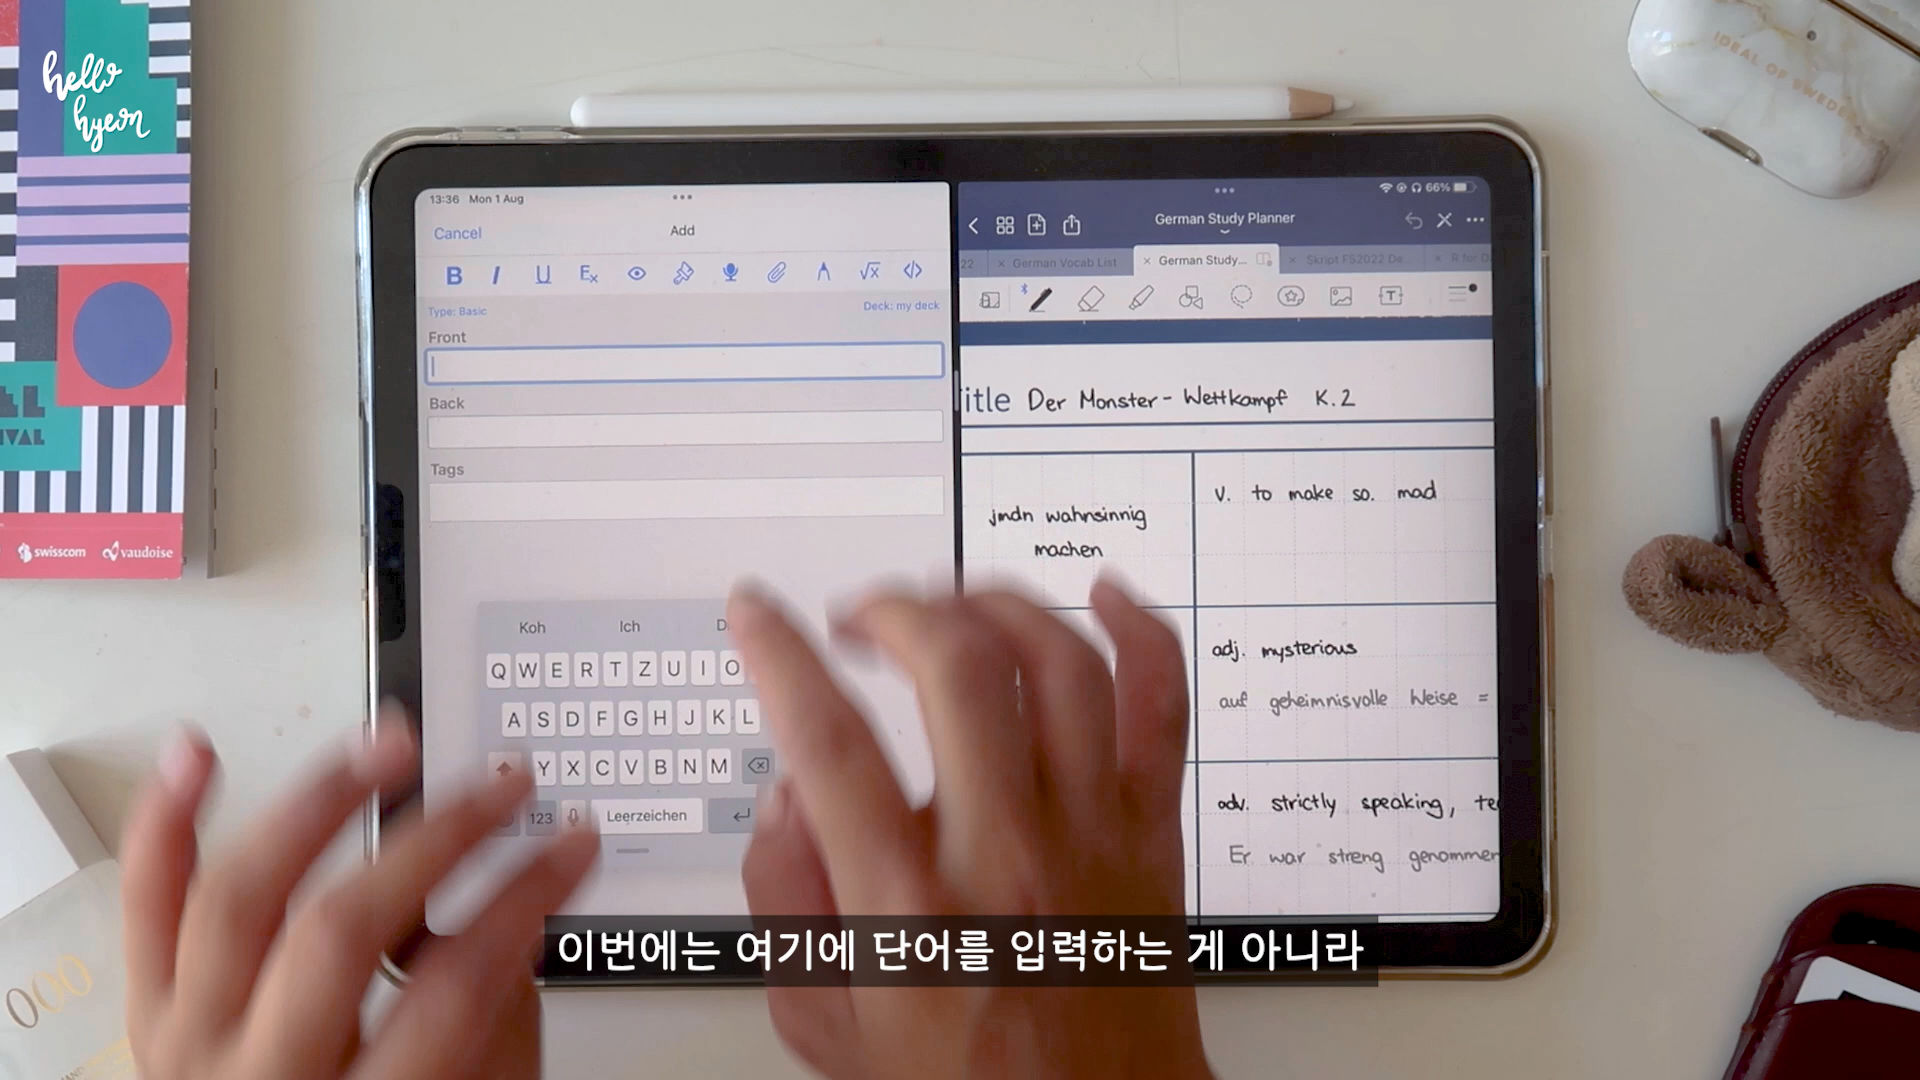 hello
hyeon
IVAL
swisscom vaudoise
IDEAL OF SWEDEN
13:36 Mon 1 Aug
Cancel
Add
B I U Ex
Type: Basic
Deck: my deck
Front
Back
Tags
Koh Ich
Q W E R T Z U I O
A S D F G H J K L
Y X C V B N M
123 Leerzeichen
66%
German Study Planner
22 × German Vocab List × German Study... × Skript FS2022 De... × R for D
itle Der Monster-Wettkampf K.2
jmdn wahnsinnig
machen
v. to make so. mad
adj. mysterious
auf geheimnisvolle Weise =
adv. strictly speaking,
Er war streng genommen
이번에는 여기에 단어를 입력하는 게 아니라